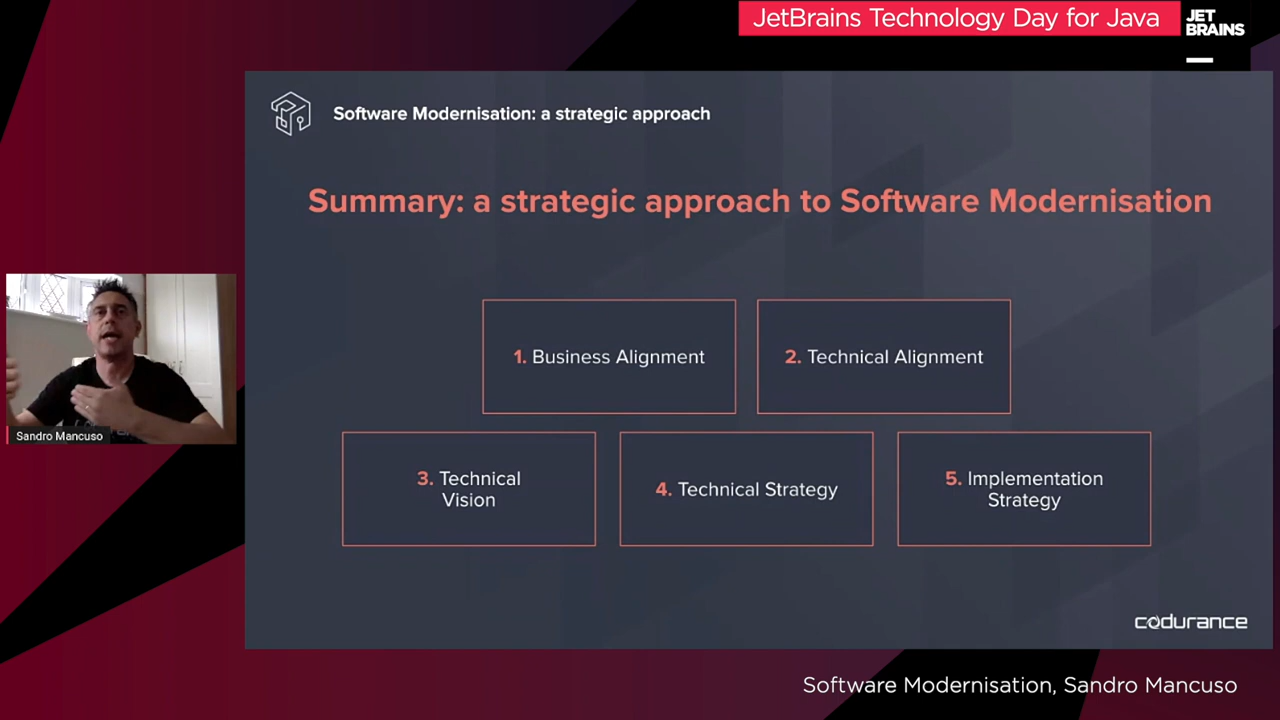 JetBrains Technology Day for Java
JET
BRAINS
Software Modernisation: a strategic approach
Summary: a strategic approach to Software Modernisation
1. Business Alignment
2. Technical Alignment
3. Technical
Vision
4. Technical Strategy
5. Implementation
Strategy
Sandro Mancuso
codurance
Software Modernisation, Sandro Mancuso